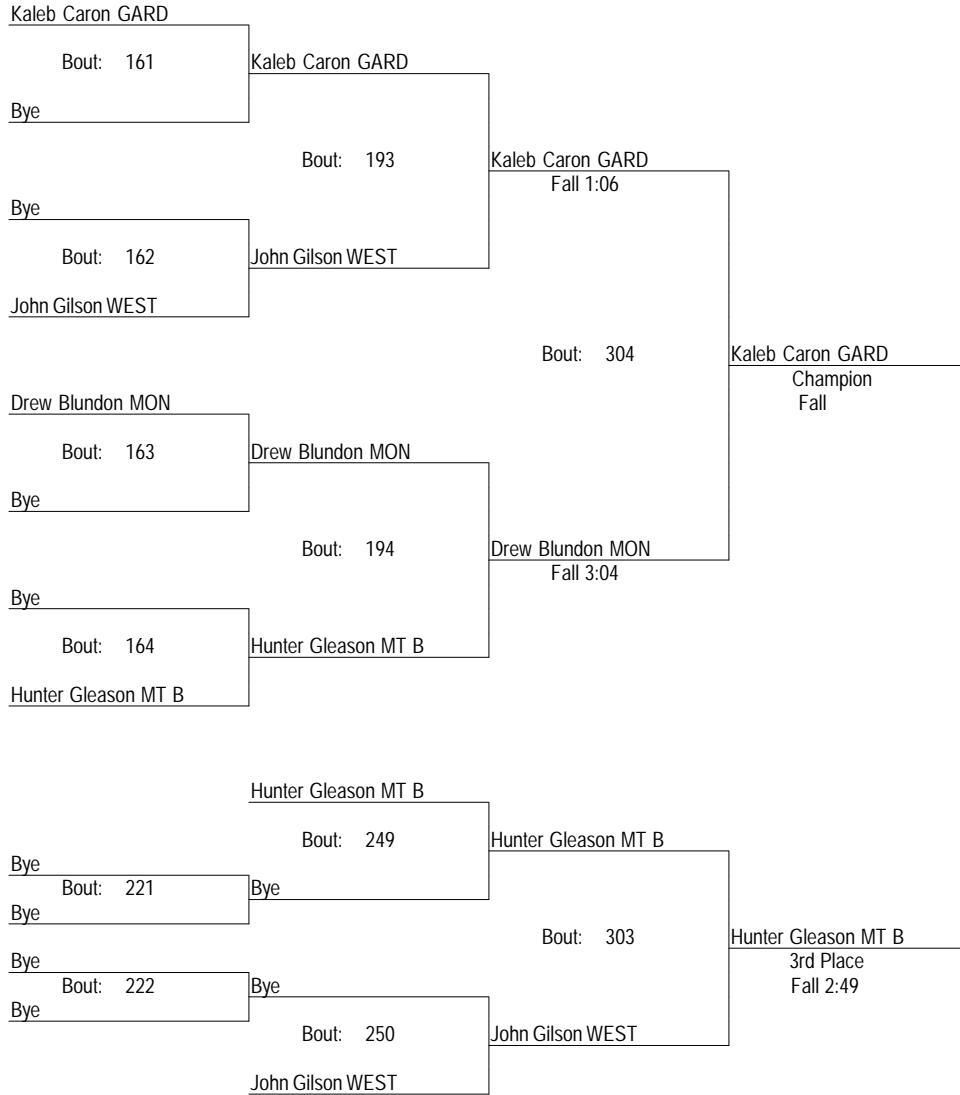 Kaleb Caron GARD
Bout: 161
Kaleb Caron GARD
Bye
Bout: 193
Kaleb Caron GARD
Fall 1:06
Bye
Bout: 162
John Gilson WEST
John Gilson WEST
Bout: 304
Kaleb Caron GARD
Champion
Fall
Drew Blundon MON
Bout: 163
Drew Blundon MON
Bye
Bout: 194
Drew Blundon MON
Fall 3:04
Bye
Bout: 164
Hunter Gleason MT B
Hunter Gleason MT B
Hunter Gleason MT B
Bout: 249
Hunter Gleason MT B
Bye
Bout: 221
Bye
Bye
Bout: 303
Hunter Gleason MT B
3rd Place
Fall 2:49
Bye
Bout: 222
Bye
Bye
Bout: 250
John Gilson WEST
John Gilson WEST